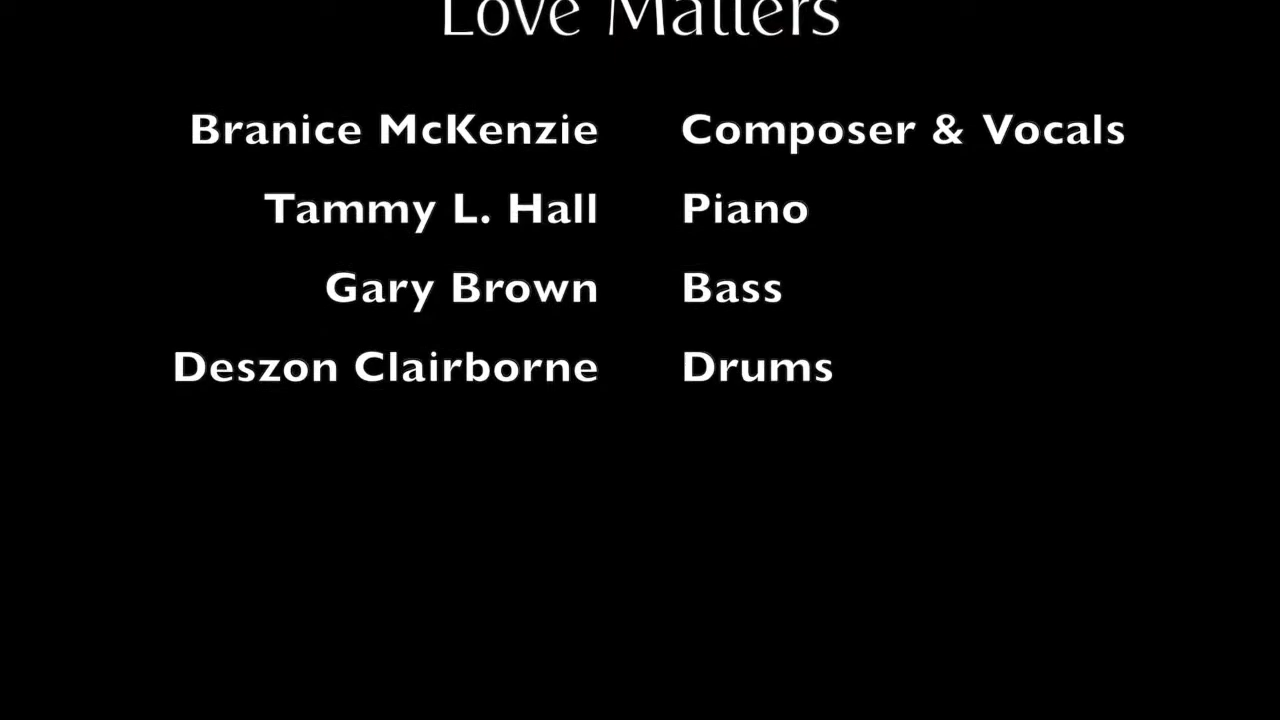 Love Matters
Branice McKenzie Composer & Vocals
Tammy L. Hall Piano
Gary Brown Bass
Deszon Clairborne Drums